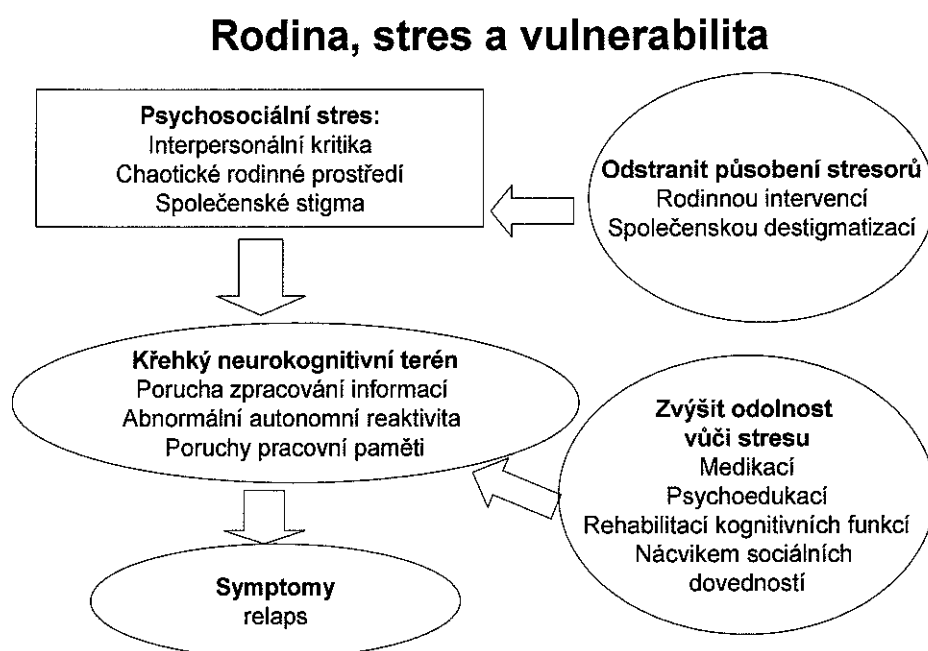 Rodina, stres a vulnerabilita
Psychosociální stres:
Interpersonální kritika
Chaotické rodinné prostředí
Společenské stigma
Odstranit působení stresorů
Rodinnou intervencí
Společenskou destigmatizací
Křehký neurokognitivní terén
Porucha zpracování informací
Abnormální autonomní reaktivita
Poruchy pracovní paměti
Zvýšit odolnost
vůči stresu
Medikací
Psychoedukací
Rehabilitací kognitivních funkcí
Nácvikem sociálních
dovedností
Symptomy
relaps